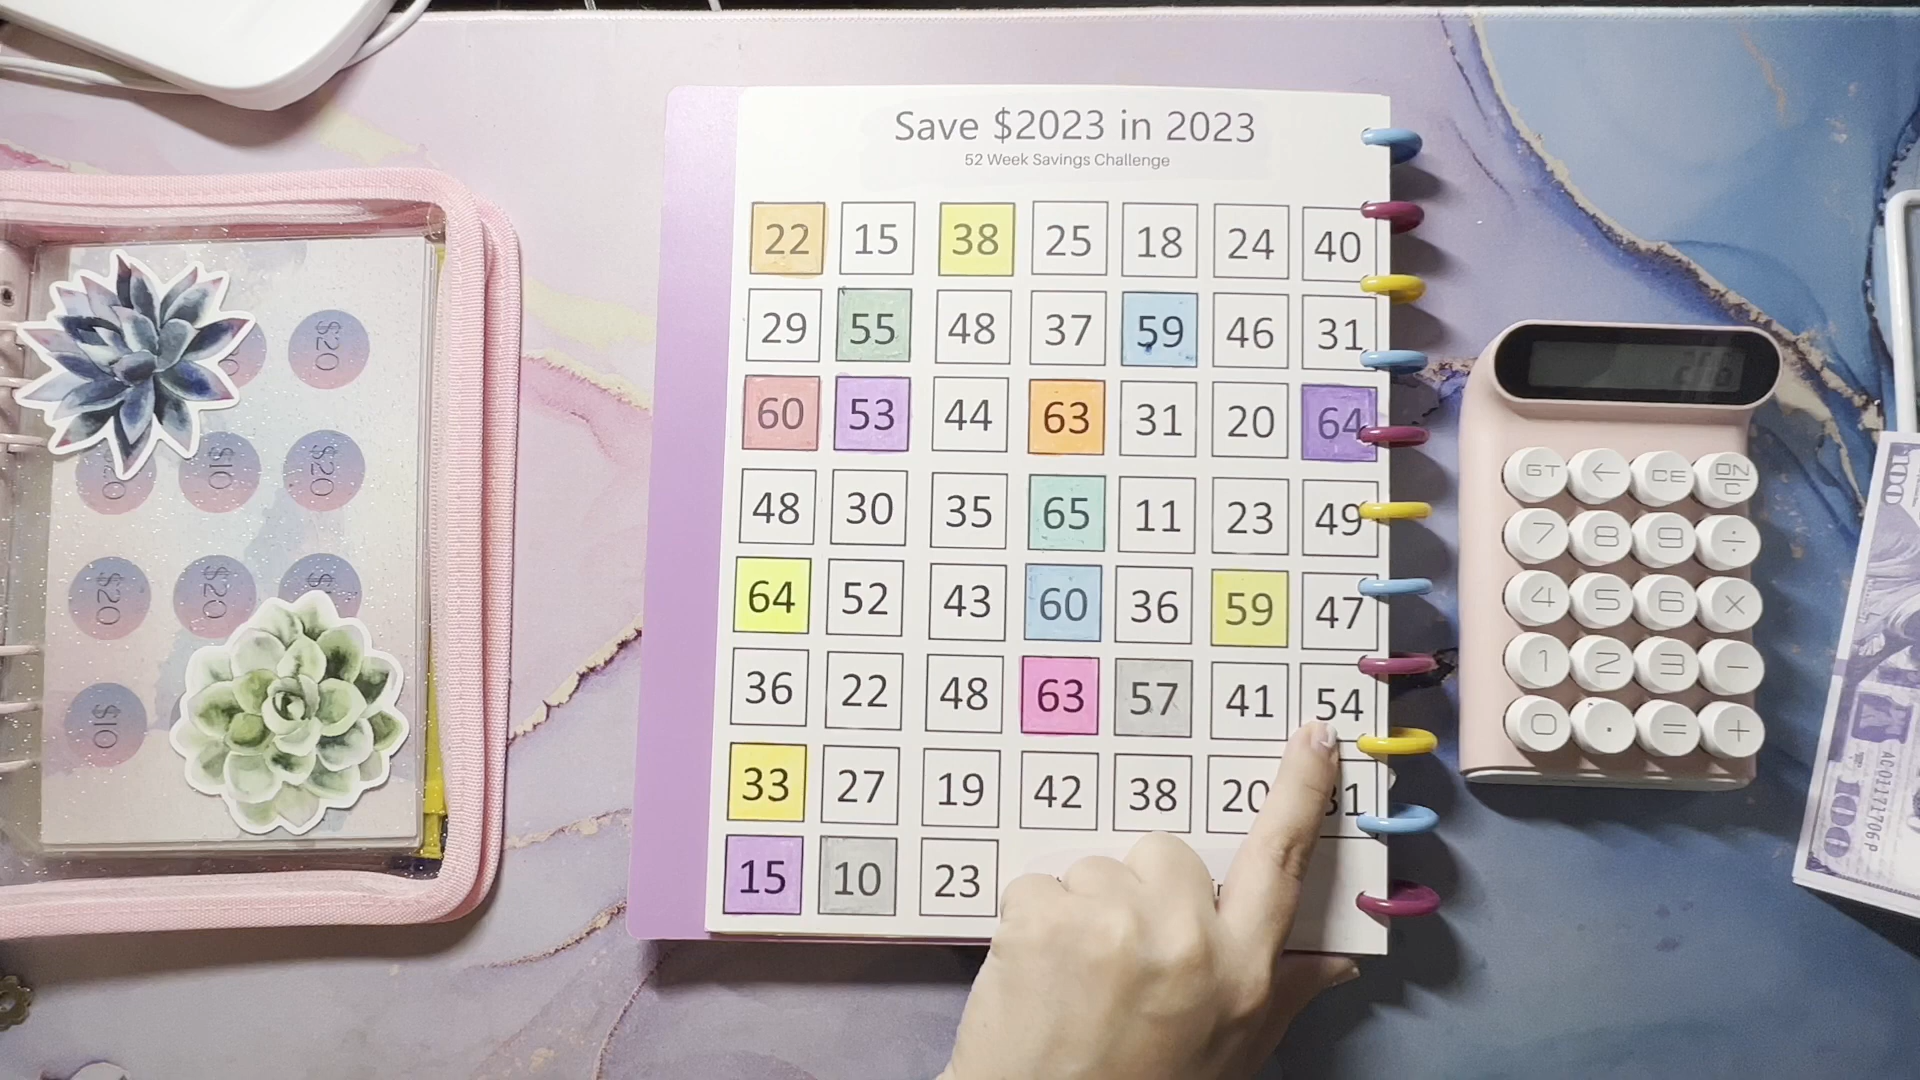 Save $2023 in 2023
52 Week Savings Challenge
22 15 38 25 18 24 40
29 55 48 37 59 46 31
60 53 44 63 31 20 64
48 30 35 65 11 23 49
64 52 43 60 36 59 47
36 22 48 63 57 41 54
33 27 19 42 38 20 31
15 10 23
$20
$10 $20
$20 $20
$10
GT ← CE ON/C
7 8 9 ÷
4 5 6 ×
1 2 3 −
0 . = +
100
100
AC0117706P